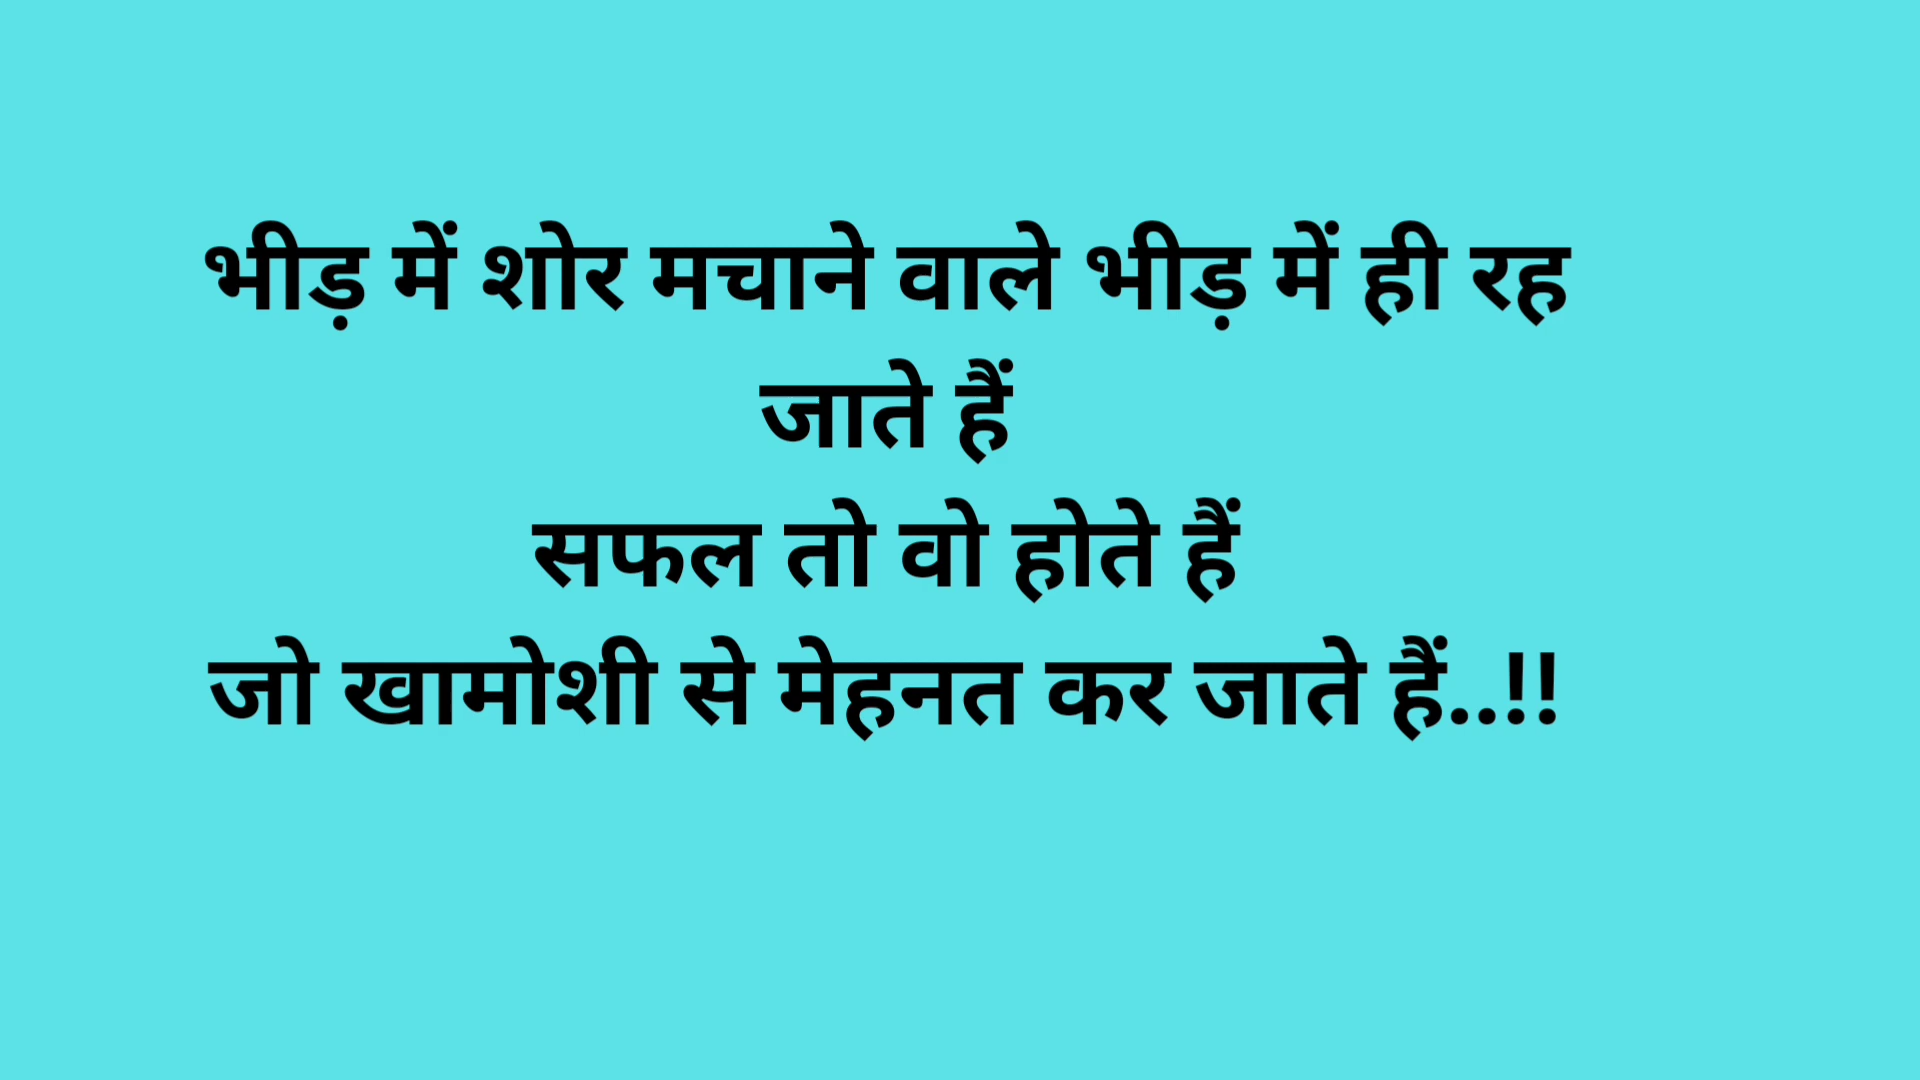 भीड़ में शोर मचाने वाले भीड़ में ही रह
जाते हैं
सफल तो वो होते हैं
जो खामोशी से मेहनत कर जाते हैं..!!